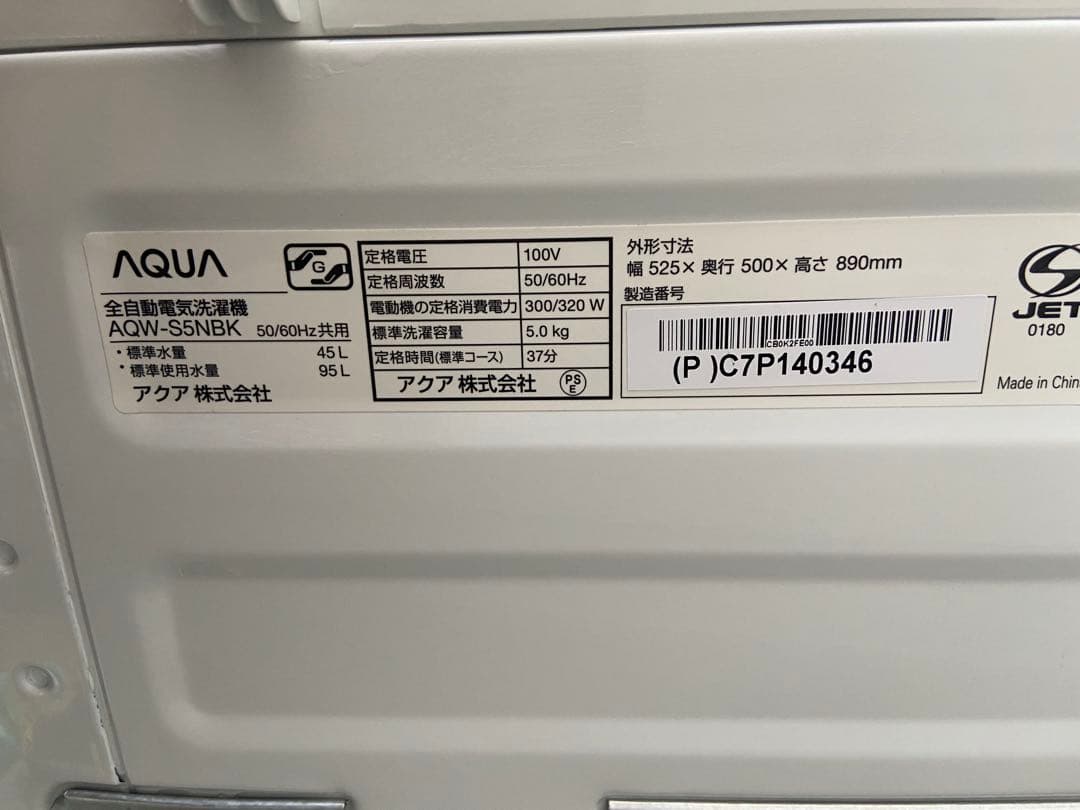 AQUA
G
全自動電気洗濯機
AQW-S5NBK 50/60Hz共用
・標準水量 45L
・標準使用水量 95L
アクア 株式会社
定格電圧 100V
定格周波数 50/60Hz
電動機の定格消費電力 300/320 W
標準洗濯容量 5.0 kg
定格時間(標準コース) 37分
アクア 株式会社 PSE
外形寸法
幅 525× 奥行 500× 高さ 890mm
製造番号
CB0K2FE00
(P )C7P140346
JET
0180
Made in Chin